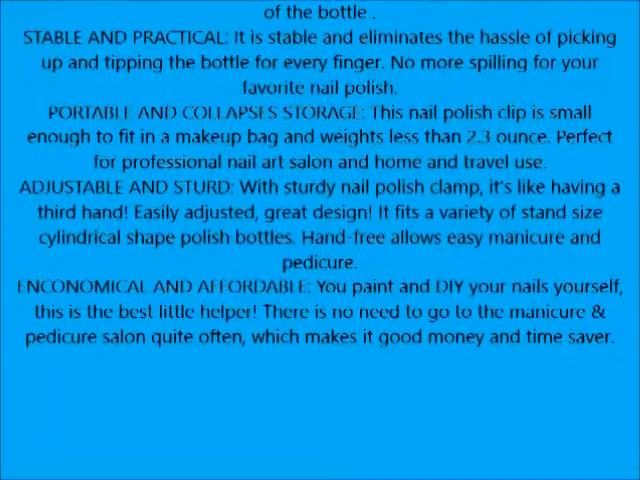 of the bottle .
STABLE AND PRACTICAL: It is stable and eliminates the hassle of picking
up and tipping the bottle for every finger. No more spilling for your
favorite nail polish.
PORTABLE AND COLLAPSES STORAGE: This nail polish clip is small
enough to fit in a makeup bag and weights less than 2.3 ounce. Perfect
for professional nail art salon and home and travel use.
ADJUSTABLE AND STURD: With sturdy nail polish clamp, it's like having a
third hand! Easily adjusted, great design! It fits a variety of stand size
cylindrical shape polish bottles. Hand-free allows easy manicure and
pedicure.
ENCONOMICAL AND AFFORDABLE: You paint and DIY your nails yourself,
this is the best little helper! There is no need to go to the manicure &
pedicure salon quite often, which makes it good money and time saver.